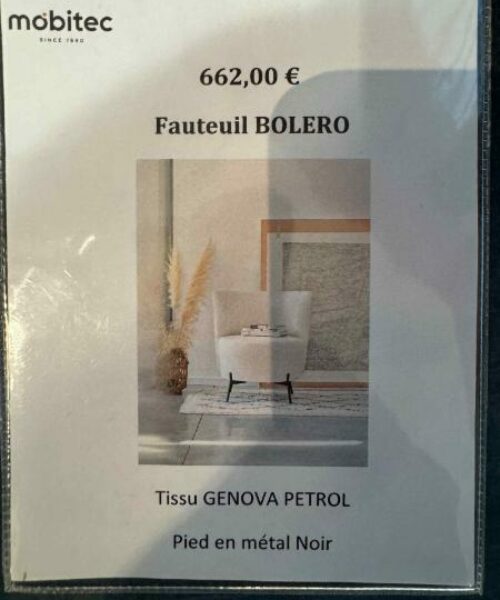 mobitec
SINCE 1990
662,00 €
Fauteuil BOLERO
Tissu GENOVA PETROL
Pied en métal Noir